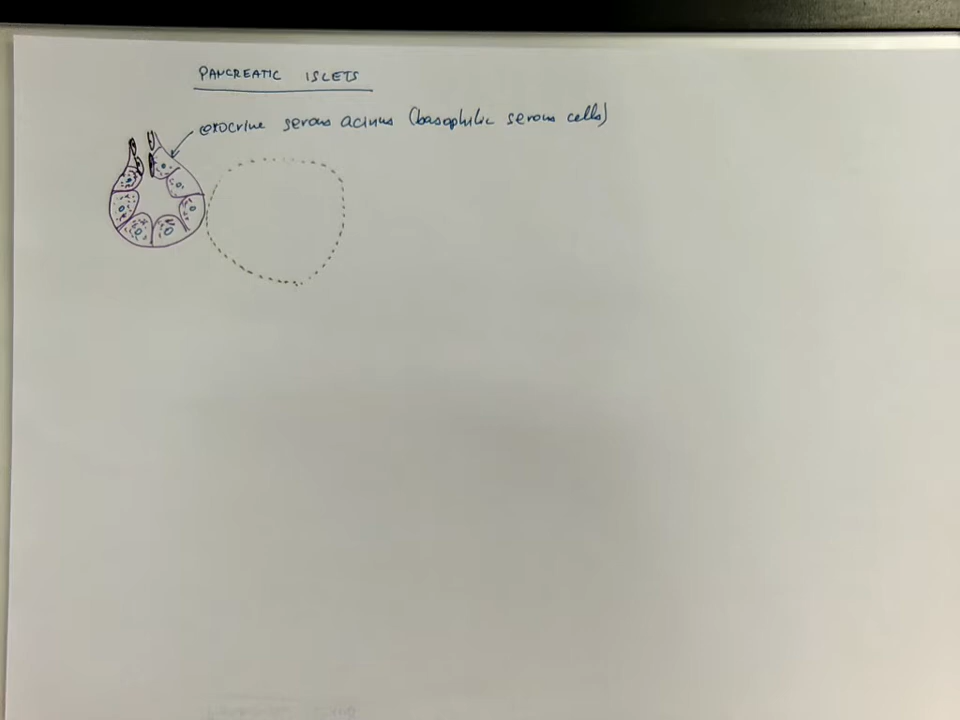 PANCREATIC ISLETS
exocrine serous acinus (basophilic serous cells)